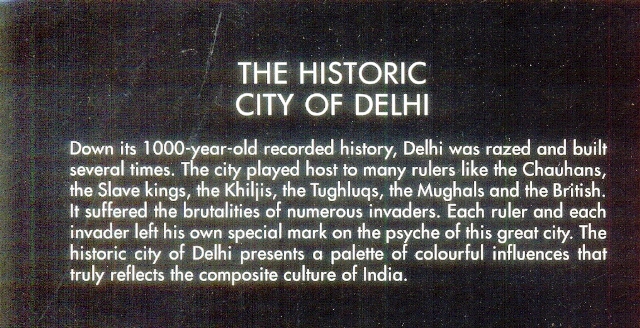 THE HISTORIC
CITY OF DELHI
Down its 1000-year-old recorded history, Delhi was razed and built
several times. The city played host to many rulers like the Chauhans,
the Slave kings, the Khiljis, the Tughluqs, the Mughals and the British.
It suffered the brutalities of numerous invaders. Each ruler and each
invader left his own special mark on the psyche of this great city. The
historic city of Delhi presents a palette of colourful influences that
truly reflects the composite culture of India.